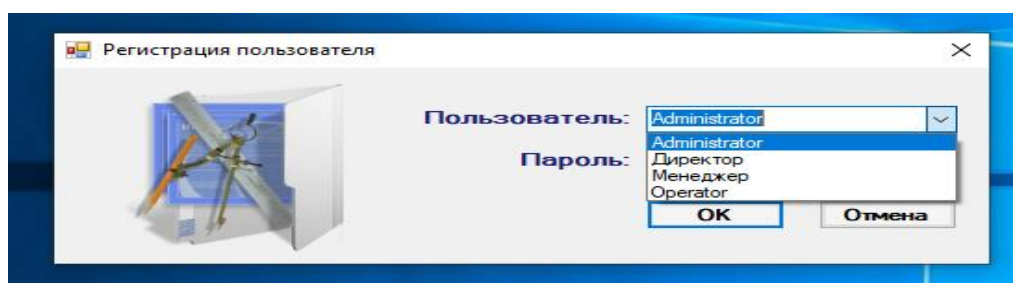 Регистрация пользователя
Пользователь: Administrator
Administrator
Пароль: Директор
Менеджер
Operator
OK Отмена